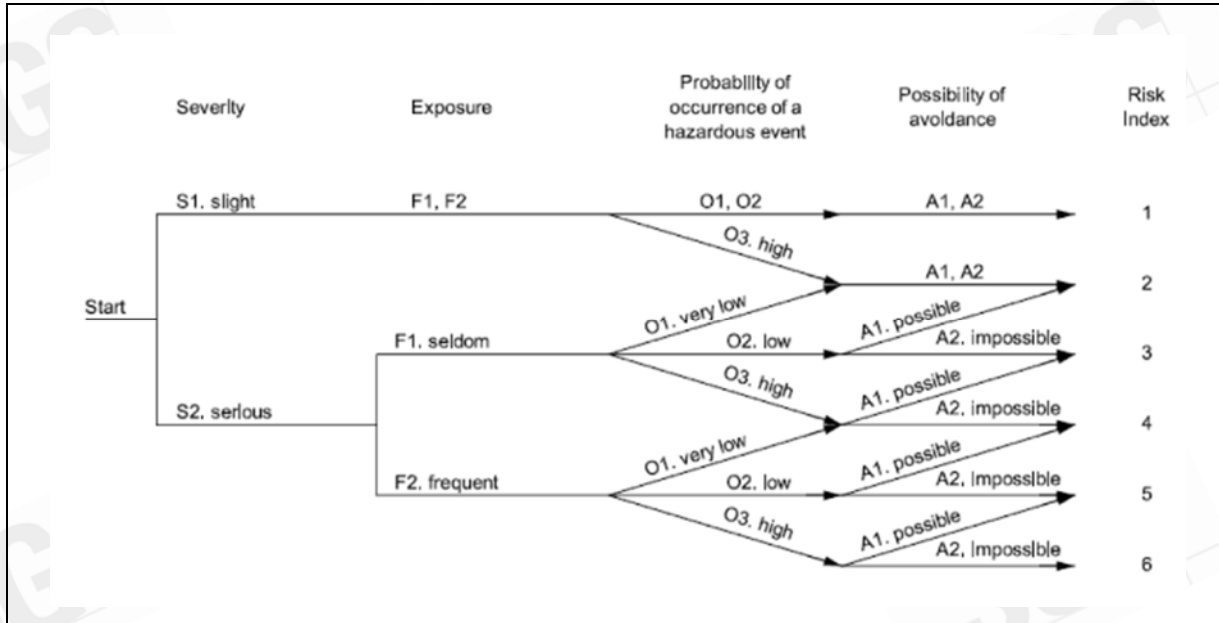 Severity
Exposure
Probability of
occurrence of a
hazardous event
Possibility of
avoidance
Risk
Index
S1. slight
F1, F2
O1, O2
A1, A2
1
O3. high
A1, A2
2
Start
O1. very low
A1. possible
F1. seldom
O2. low
A2. impossible
3
O3. high
A1. possible
S2. serious
A2. impossible
4
O1. very low
A1. possible
F2. frequent
O2. low
A2. impossible
5
O3. high
A1. possible
A2. impossible
6